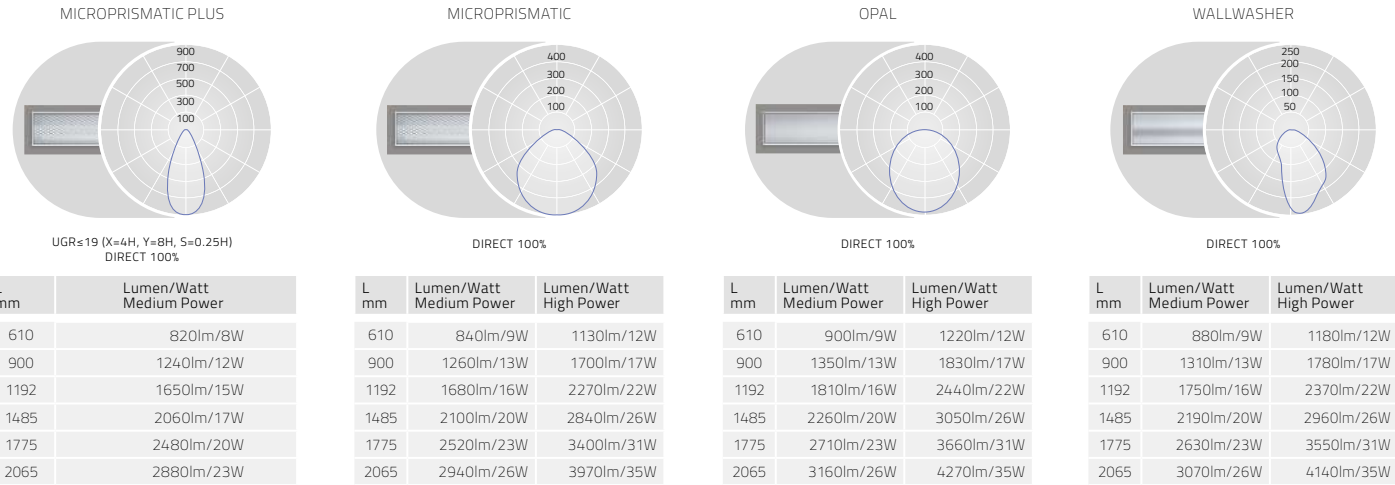 MICROPRISMATIC PLUS
900
700
500
300
100
UGR≤19 (X=4H, Y=8H, S=0.25H)
DIRECT 100%
mm Lumen/Watt Medium Power
610 820lm/8W
900 1240lm/12W
1192 1650lm/15W
1485 2060lm/17W
1775 2480lm/20W
2065 2880lm/23W
MICROPRISMATIC
400
300
200
100
DIRECT 100%
L Lumen/Watt Lumen/Watt
mm Medium Power High Power
610 840lm/9W 1130lm/12W
900 1260lm/13W 1700lm/17W
1192 1680lm/16W 2270lm/22W
1485 2100lm/20W 2840lm/26W
1775 2520lm/23W 3400lm/31W
2065 2940lm/26W 3970lm/35W
OPAL
400
300
200
100
DIRECT 100%
L Lumen/Watt Lumen/Watt
mm Medium Power High Power
610 900lm/9W 1220lm/12W
900 1350lm/13W 1830lm/17W
1192 1810lm/16W 2440lm/22W
1485 2260lm/20W 3050lm/26W
1775 2710lm/23W 3660lm/31W
2065 3160lm/26W 4270lm/35W
WALLWASHER
250
200
150
100
50
DIRECT 100%
L Lumen/Watt Lumen/Watt
mm Medium Power High Power
610 880lm/9W 1180lm/12W
900 1310lm/13W 1780lm/17W
1192 1750lm/16W 2370lm/22W
1485 2190lm/20W 2960lm/26W
1775 2630lm/23W 3550lm/31W
2065 3070lm/26W 4140lm/35W